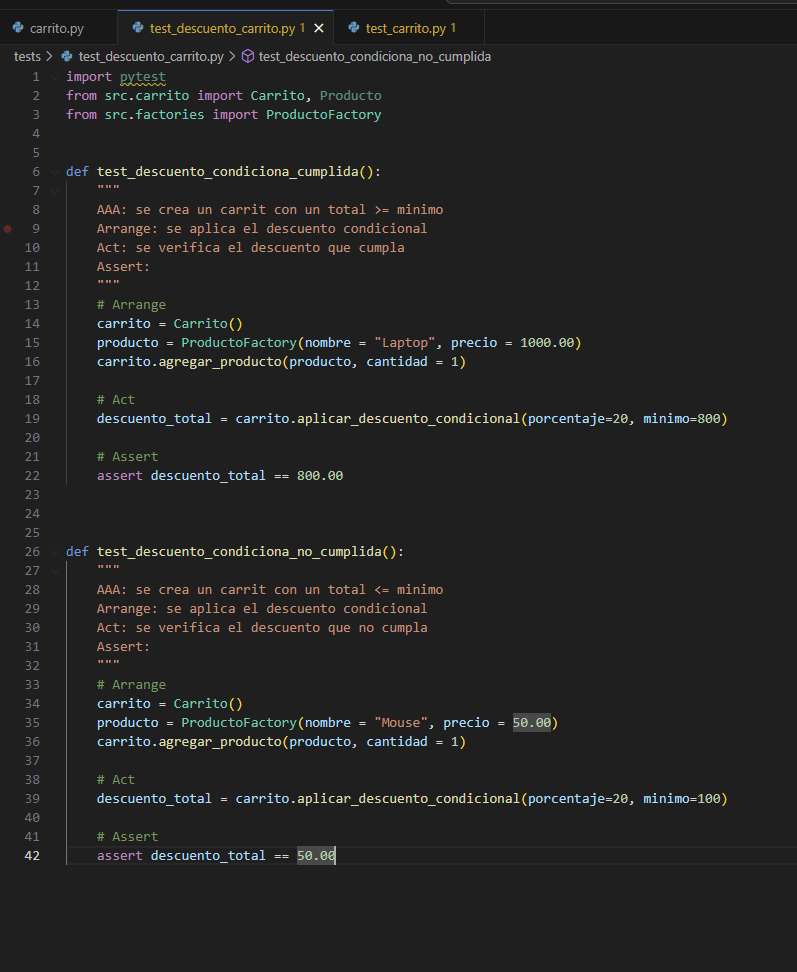 carrito.py
test_descuento_carrito.py 1
test_carrito.py 1
tests > test_descuento_carrito.py > test_descuento_condiciona_no_cumplida
1 import pytest
2 from src.carrito import Carrito, Producto
3 from src.factories import ProductoFactory
4
5
6 def test_descuento_condiciona_cumplida():
7 """
8 AAA: se crea un carrit con un total >= minimo
9 Arrange: se aplica el descuento condicional
10 Act: se verifica el descuento que cumpla
11 Assert:
12 """
13 # Arrange
14 carrito = Carrito()
15 producto = ProductoFactory(nombre = "Laptop", precio = 1000.00)
16 carrito.agregar_producto(producto, cantidad = 1)
17
18 # Act
19 descuento_total = carrito.aplicar_descuento_condicional(porcentaje=20, minimo=800)
20
21 # Assert
22 assert descuento_total == 800.00
23
24
25
26 def test_descuento_condiciona_no_cumplida():
27 """
28 AAA: se crea un carrit con un total <= minimo
29 Arrange: se aplica el descuento condicional
30 Act: se verifica el descuento que no cumpla
31 Assert:
32 """
33 # Arrange
34 carrito = Carrito()
35 producto = ProductoFactory(nombre = "Mouse", precio = 50.00)
36 carrito.agregar_producto(producto, cantidad = 1)
37
38 # Act
39 descuento_total = carrito.aplicar_descuento_condicional(porcentaje=20, minimo=100)
40
41 # Assert
42 assert descuento_total == 50.00